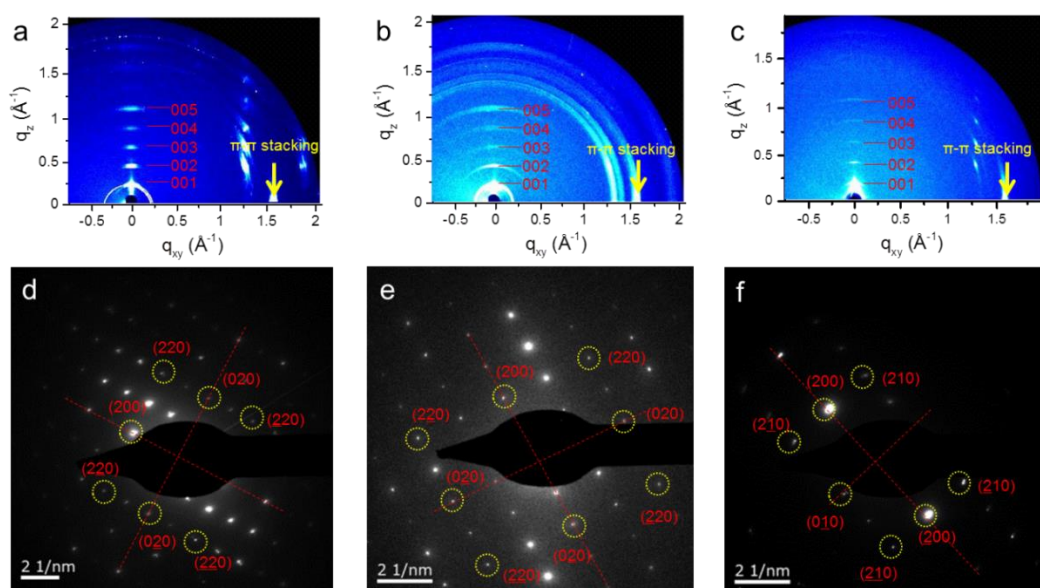 a
q_z (Å⁻¹)
2
1.5
1
0.5
0
005
004
003
002
001
π-π stacking
-0.5 0 0.5 1 1.5 2
q_xy (Å⁻¹)
b
q_z (Å⁻¹)
2
1.5
1
0.5
0
005
004
003
002
001
π-π stacking
-0.5 0 0.5 1 1.5 2
q_xy (Å⁻¹)
c
q_z (Å⁻¹)
2
1.5
1
0.5
0
005
004
003
002
001
π-π stacking
-0.5 0 0.5 1 1.5
q_xy (Å⁻¹)
d
(220)
(020)
(200)
(220)
(220)
(020)
(220)
2 1/nm
e
(220)
(200)
(020)
(220)
(020)
(220)
(020)
(220)
2 1/nm
f
(200)
(210)
(210)
(210)
(010)
(200)
(210)
2 1/nm